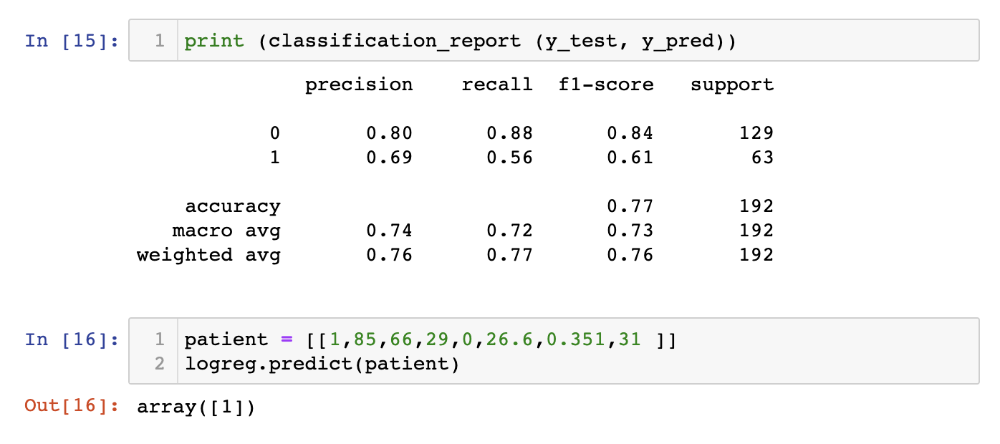 In [15]: 1 print (classification_report (y_test, y_pred))
precision recall f1-score support
0 0.80 0.88 0.84 129
1 0.69 0.56 0.61 63
accuracy 0.77 192
macro avg 0.74 0.72 0.73 192
weighted avg 0.76 0.77 0.76 192
In [16]: 1 patient = [[1,85,66,29,0,26.6,0.351,31 ]]
2 logreg.predict(patient)
Out[16]: array([1])